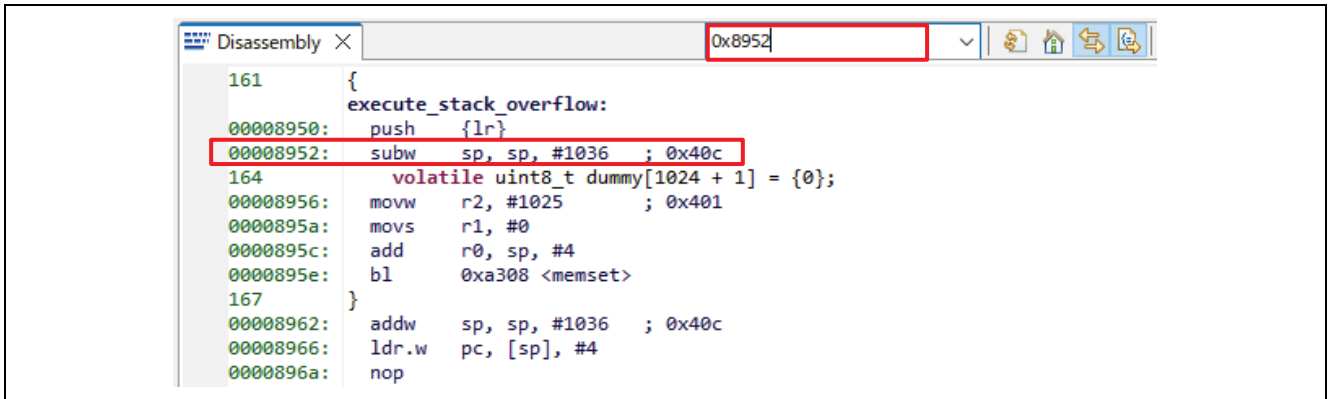 Disassembly 0x8952
161 {
execute_stack_overflow:
00008950: push {lr}
00008952: subw sp, sp, #1036 ; 0x40c
164 volatile uint8_t dummy[1024 + 1] = {0};
00008956: movw r2, #1025 ; 0x401
0000895a: movs r1, #0
0000895c: add r0, sp, #4
0000895e: bl 0xa308 <memset>
167 }
00008962: addw sp, sp, #1036 ; 0x40c
00008966: ldr.w pc, [sp], #4
0000896a: nop